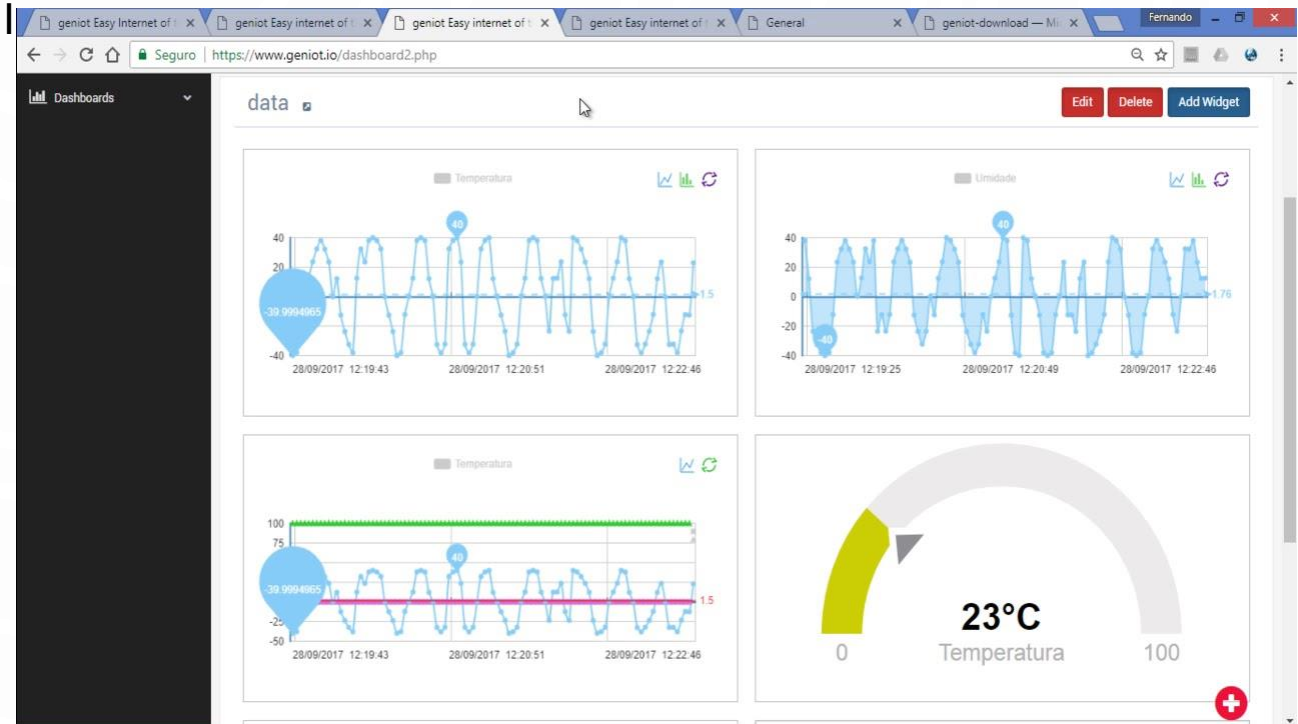 geniot Easy Internet of t
geniot Easy internet of t
geniot Easy internet of t
geniot Easy internet of
General
geniot-download — Mi
Fernando
Seguro
https://www.geniot.io/dashboard2.php
Dashboards
data
Edit
Delete
Add Widget
Temperatura
40
40
20
-39.9994965
1.5
-40
28/09/2017 12:19:43
28/09/2017 12:20:51
28/09/2017 12:22:46
Umidade
40
40
20
0
1.76
-20
-40
-40
28/09/2017 12:19:25
28/09/2017 12:20:49
28/09/2017 12:22:46
Temperatura
100
75
40
-39.9994965
1.5
-25
-50
28/09/2017 12:19:43
28/09/2017 12:20:51
28/09/2017 12:22:46
23°C
0
Temperatura
100